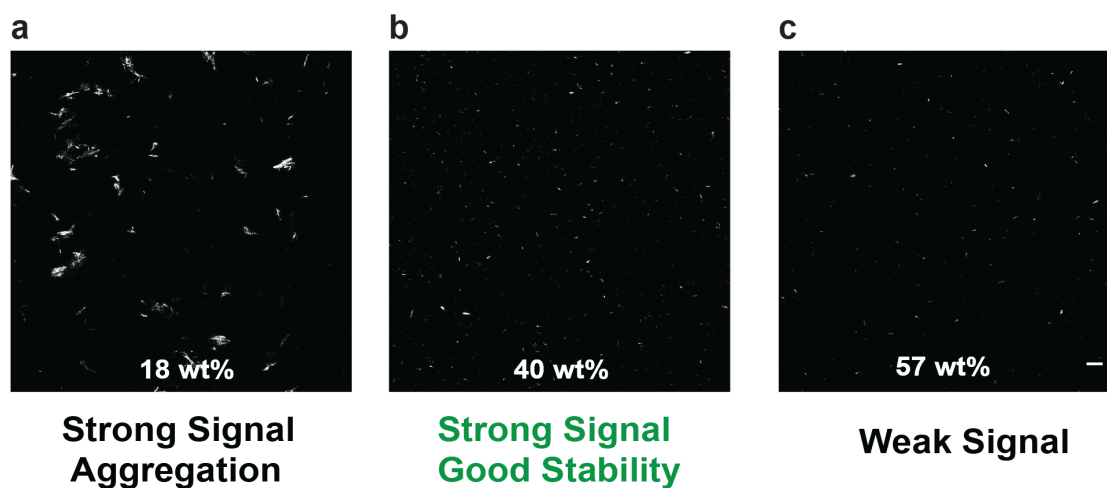 a
b
c
18 wt%
40 wt%
57 wt%
Strong Signal
Aggregation
Strong Signal
Good Stability
Weak Signal